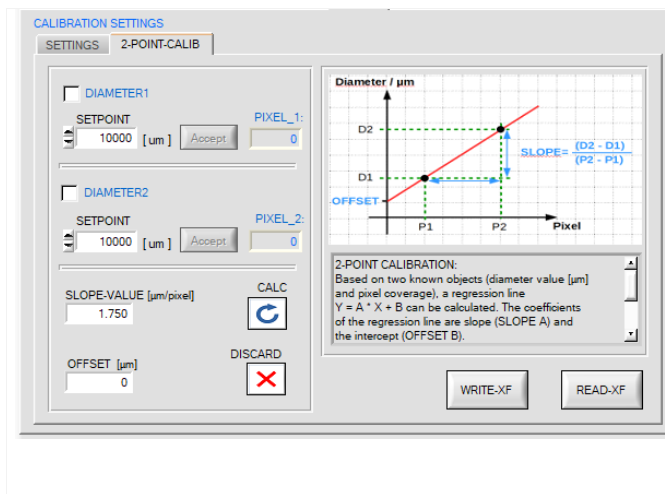 CALIBRATION SETTINGS
SETTINGS 2-POINT-CALIB
DIAMETER1
SETPOINT PIXEL_1:
10000 [ um ] Accept 0
DIAMETER2
SETPOINT PIXEL_2:
10000 [ um ] Accept 0
SLOPE-VALUE [µm/pixel] CALC
1.750
OFFSET [µm] DISCARD
0
Diameter / µm
D2
SLOPE= (D2 - D1)
(P2 - P1)
D1
OFFSET
P1 P2 Pixel
2-POINT CALIBRATION:
Based on two known objects (diameter value [µm]
and pixel coverage), a regression line
Y = A * X + B can be calculated. The coefficients
of the regression line are slope (SLOPE A) and
the intercept (OFFSET B).
WRITE-XF READ-XF